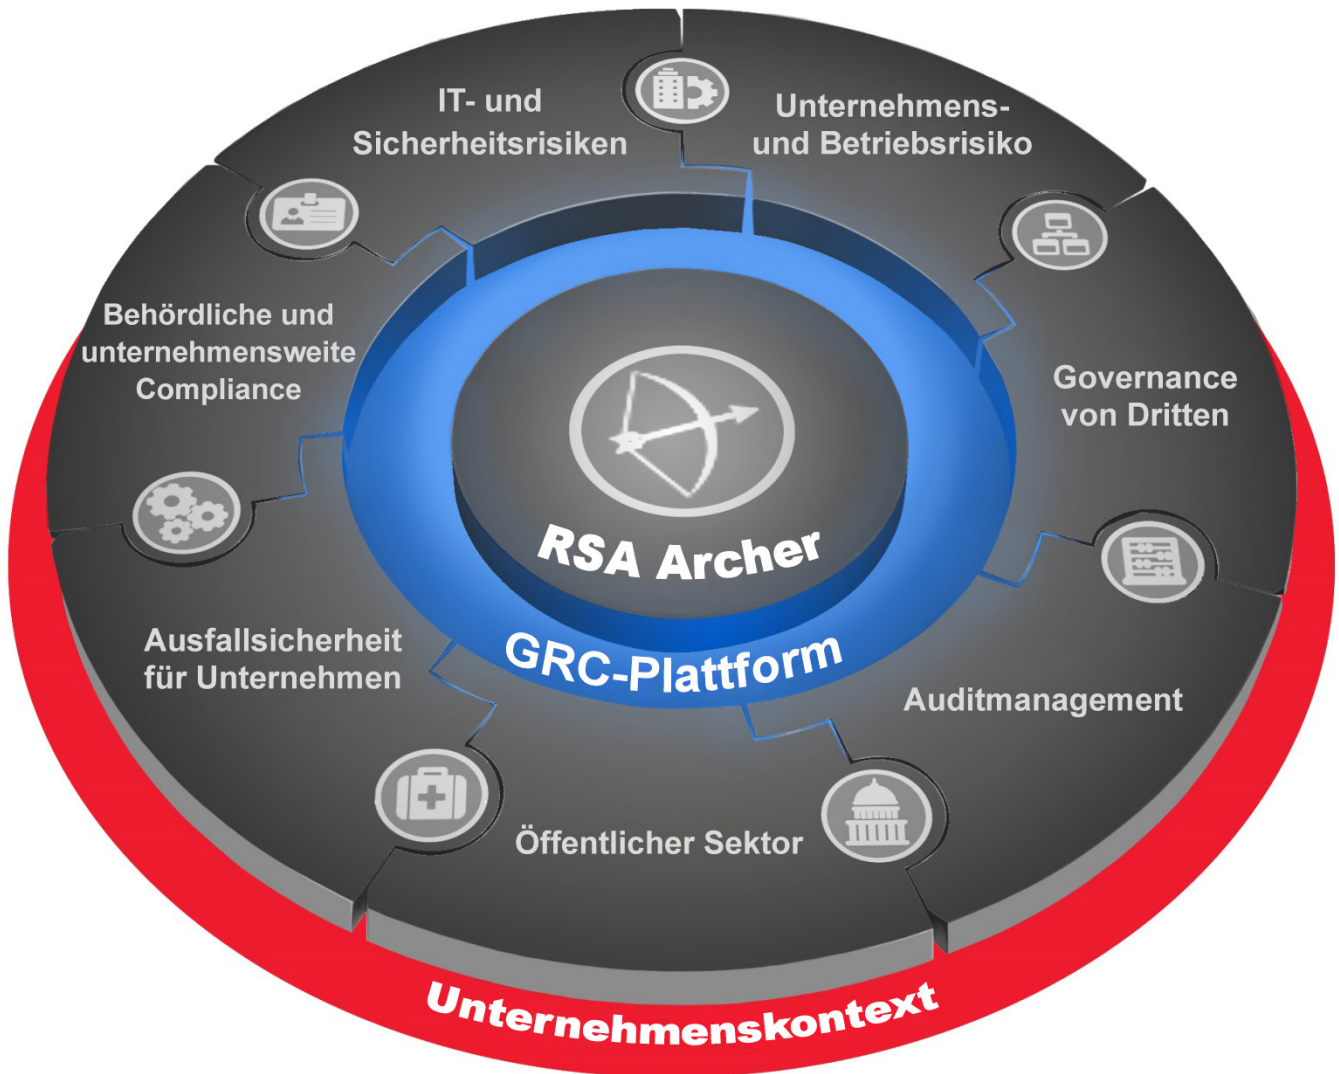 IT- und
Sicherheitsrisiken
Unternehmens-
und Betriebsrisiko
Behördliche und
unternehmensweite
Compliance
Governance
von Dritten
RSA Archer
GRC-Plattform
Ausfallsicherheit
für Unternehmen
Auditmanagement
Öffentlicher Sektor
Unternehmenskontext